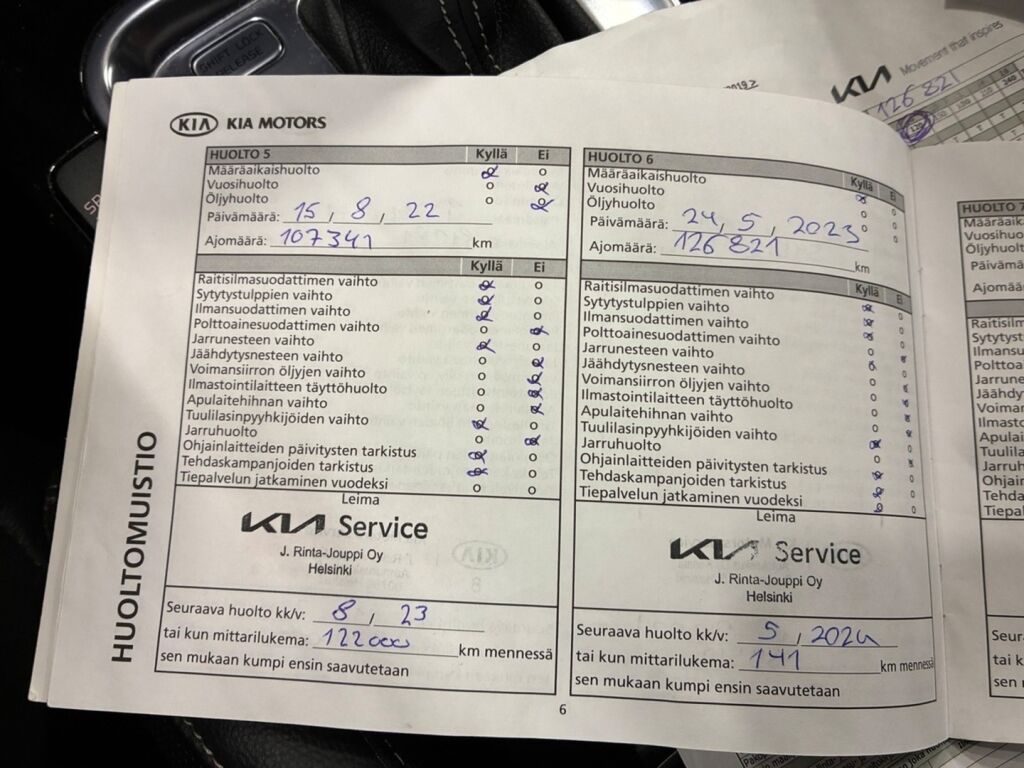 SHIFT LOCK
RELEASE
KIA Movement that inspires
126 821
KIA KIA MOTORS
HUOLTOMUISTIO
HUOLTO 5 Kyllä Ei
Määräaikaishuolto
Vuosihuolto
Öljyhuolto
Päivämäärä: 15, 8, 22
Ajomäärä: 107341 km
Kyllä Ei
Raitisilmasuodattimen vaihto
Sytytystulppien vaihto
Ilmansuodattimen vaihto
Polttoainesuodattimen vaihto
Jarrunesteen vaihto
Jäähdytysnesteen vaihto
Voimansiirron öljyjen vaihto
Ilmastointilaitteen täyttöhuolto
Apulaitehihnan vaihto
Tuulilasinpyyhkijöiden vaihto
Jarruhuolto
Ohjainlaitteiden päivitysten tarkistus
Tehdaskampanjoiden tarkistus
Tiepalvelun jatkaminen vuodeksi
Leima
KIA Service
J. Rinta-Jouppi Oy
Helsinki
Seuraava huolto kk/v: 8, 23
tai kun mittarilukema: 122000 km mennessä
sen mukaan kumpi ensin saavutetaan
HUOLTO 6 Kyllä Ei
Määräaikaishuolto
Vuosihuolto
Öljyhuolto
Päivämäärä: 24, 5, 2023
Ajomäärä: 126 821 km
Kyllä Ei
Raitisilmasuodattimen vaihto
Sytytystulppien vaihto
Ilmansuodattimen vaihto
Polttoainesuodattimen vaihto
Jarrunesteen vaihto
Jäähdytysnesteen vaihto
Voimansiirron öljyjen vaihto
Ilmastointilaitteen täyttöhuolto
Apulaitehihnan vaihto
Tuulilasinpyyhkijöiden vaihto
Jarruhuolto
Ohjainlaitteiden päivitysten tarkistus
Tehdaskampanjoiden tarkistus
Tiepalvelun jatkaminen vuodeksi
Leima
KIA Service
J. Rinta-Jouppi Oy
Helsinki
Seuraava huolto kk/v: 5, 2024
tai kun mittarilukema: 141 km mennessä
sen mukaan kumpi ensin saavutetaan
6
HUOLTO 7